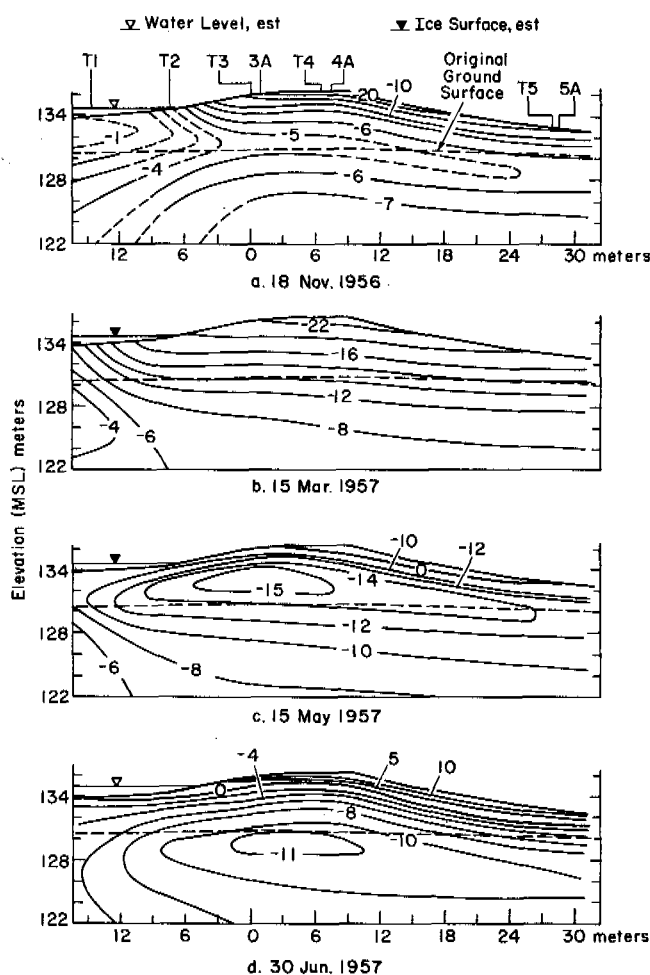 ▽ Water Level, est ▼ Ice Surface, est
T1 T2 T3 3A T4 4A Original Ground Surface T5 5A
134 -20 -10
-1 -5 -6
-4
128 -6
-7
122
12 6 0 6 12 18 24 30 meters
a. 18 Nov. 1956
Elevation (MSL) meters
-22
134 -16
128 -12
-4 -6 -8
122
b. 15 Mar. 1957
-10 -12
134 0
-15 -14
128 -12
-10
-6 -8
122
c. 15 May 1957
-4 5 10
134 0
-8
-10
128 -11
122
12 6 0 6 12 18 24 30 meters
d. 30 Jun. 1957